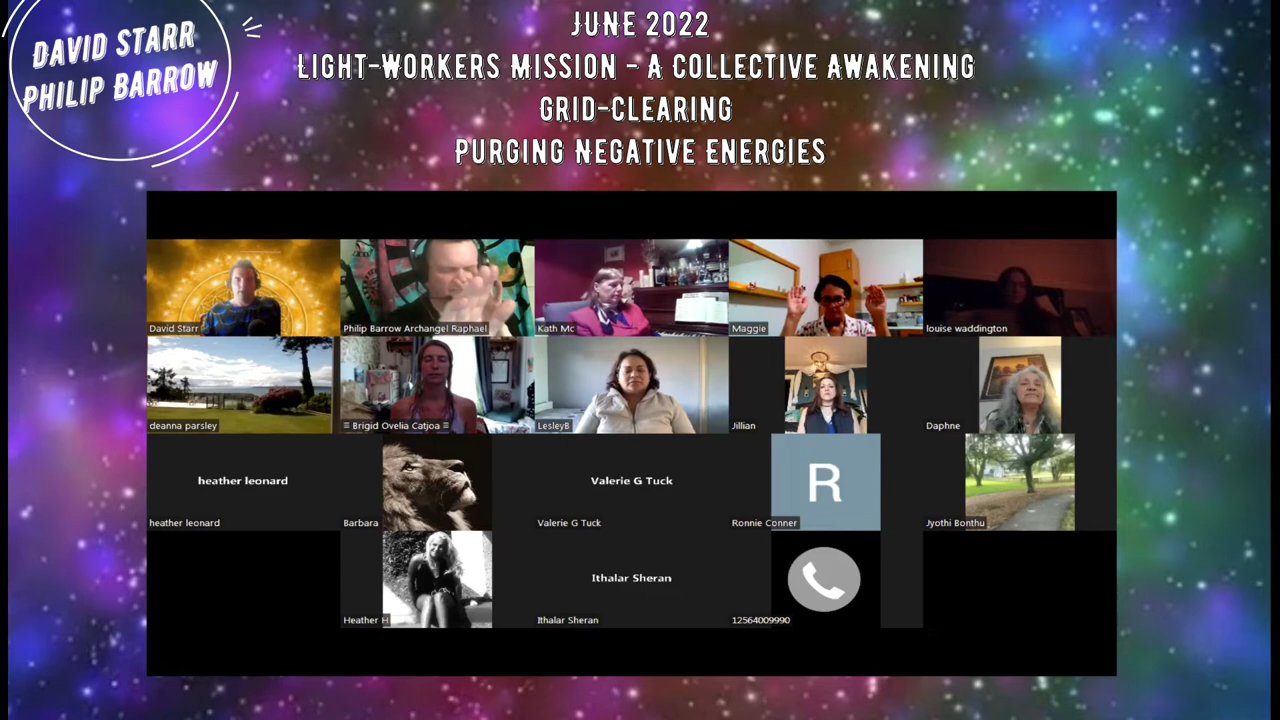 DAVID STARR
PHILIP BARROW
JUNE 2022
LIGHT-WORKERS MISSION - A COLLECTIVE AWAKENING
GRID-CLEARING
PURGING NEGATIVE ENERGIES
David Starr
Philip Barrow Archangel Raphael
Kath Mc
Maggie
louise waddington
deanna parsley
Ξ Brigid Ovelia Catjoa Ξ
LesleyB
Jillian
Daphne
heather leonard
heather leonard
Barbara
Valerie G Tuck
Valerie G Tuck
R
Ronnie Conner
Jyothi Bonthu
Heather H
Ithalar Sheran
Ithalar Sheran
12564009990